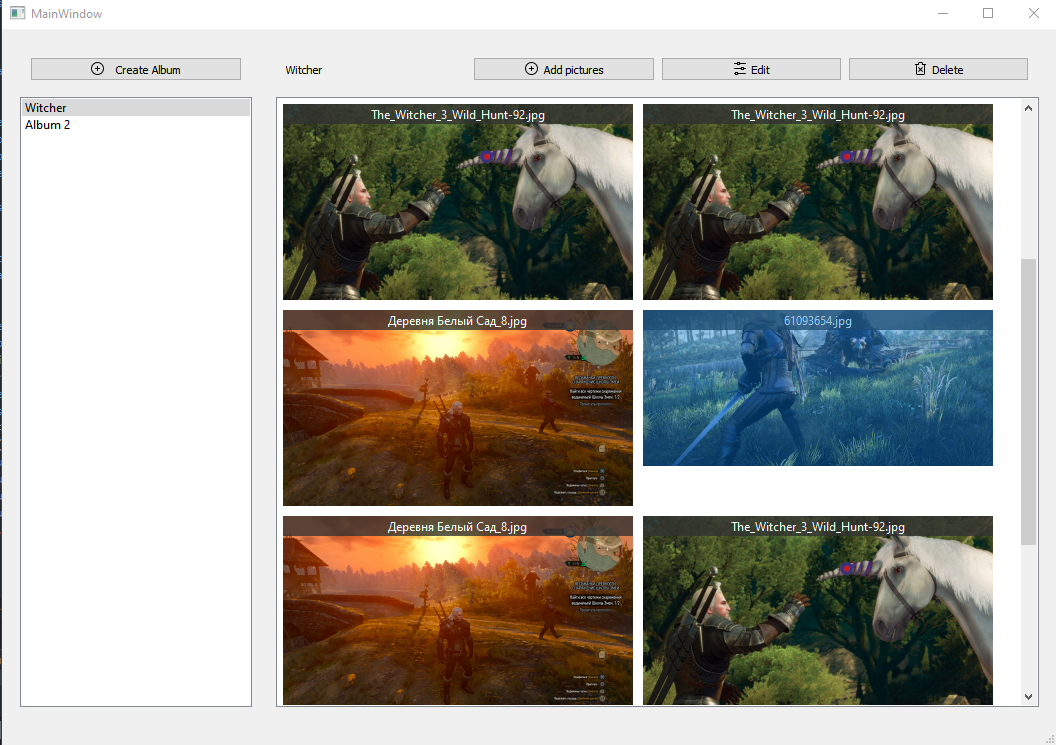 MainWindow
Create Album
Witcher
Add pictures
Edit
Delete
Witcher
Album 2
The_Witcher_3_Wild_Hunt-92.jpg
The_Witcher_3_Wild_Hunt-92.jpg
Деревня Белый Сад_8.jpg
61093654.jpg
Деревня Белый Сад_8.jpg
The_Witcher_3_Wild_Hunt-92.jpg